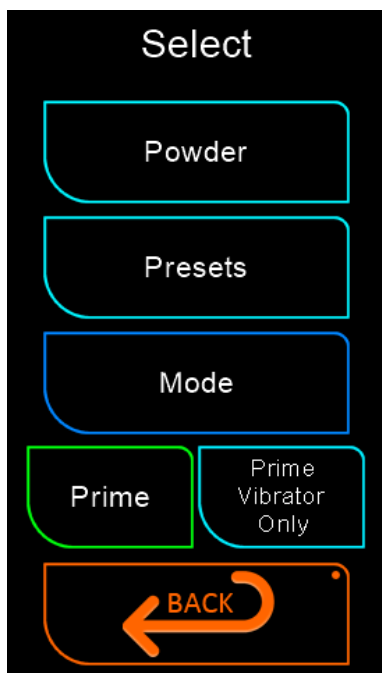 Select
Powder
Presets
Mode
Prime
Prime
Vibrator
Only
BACK